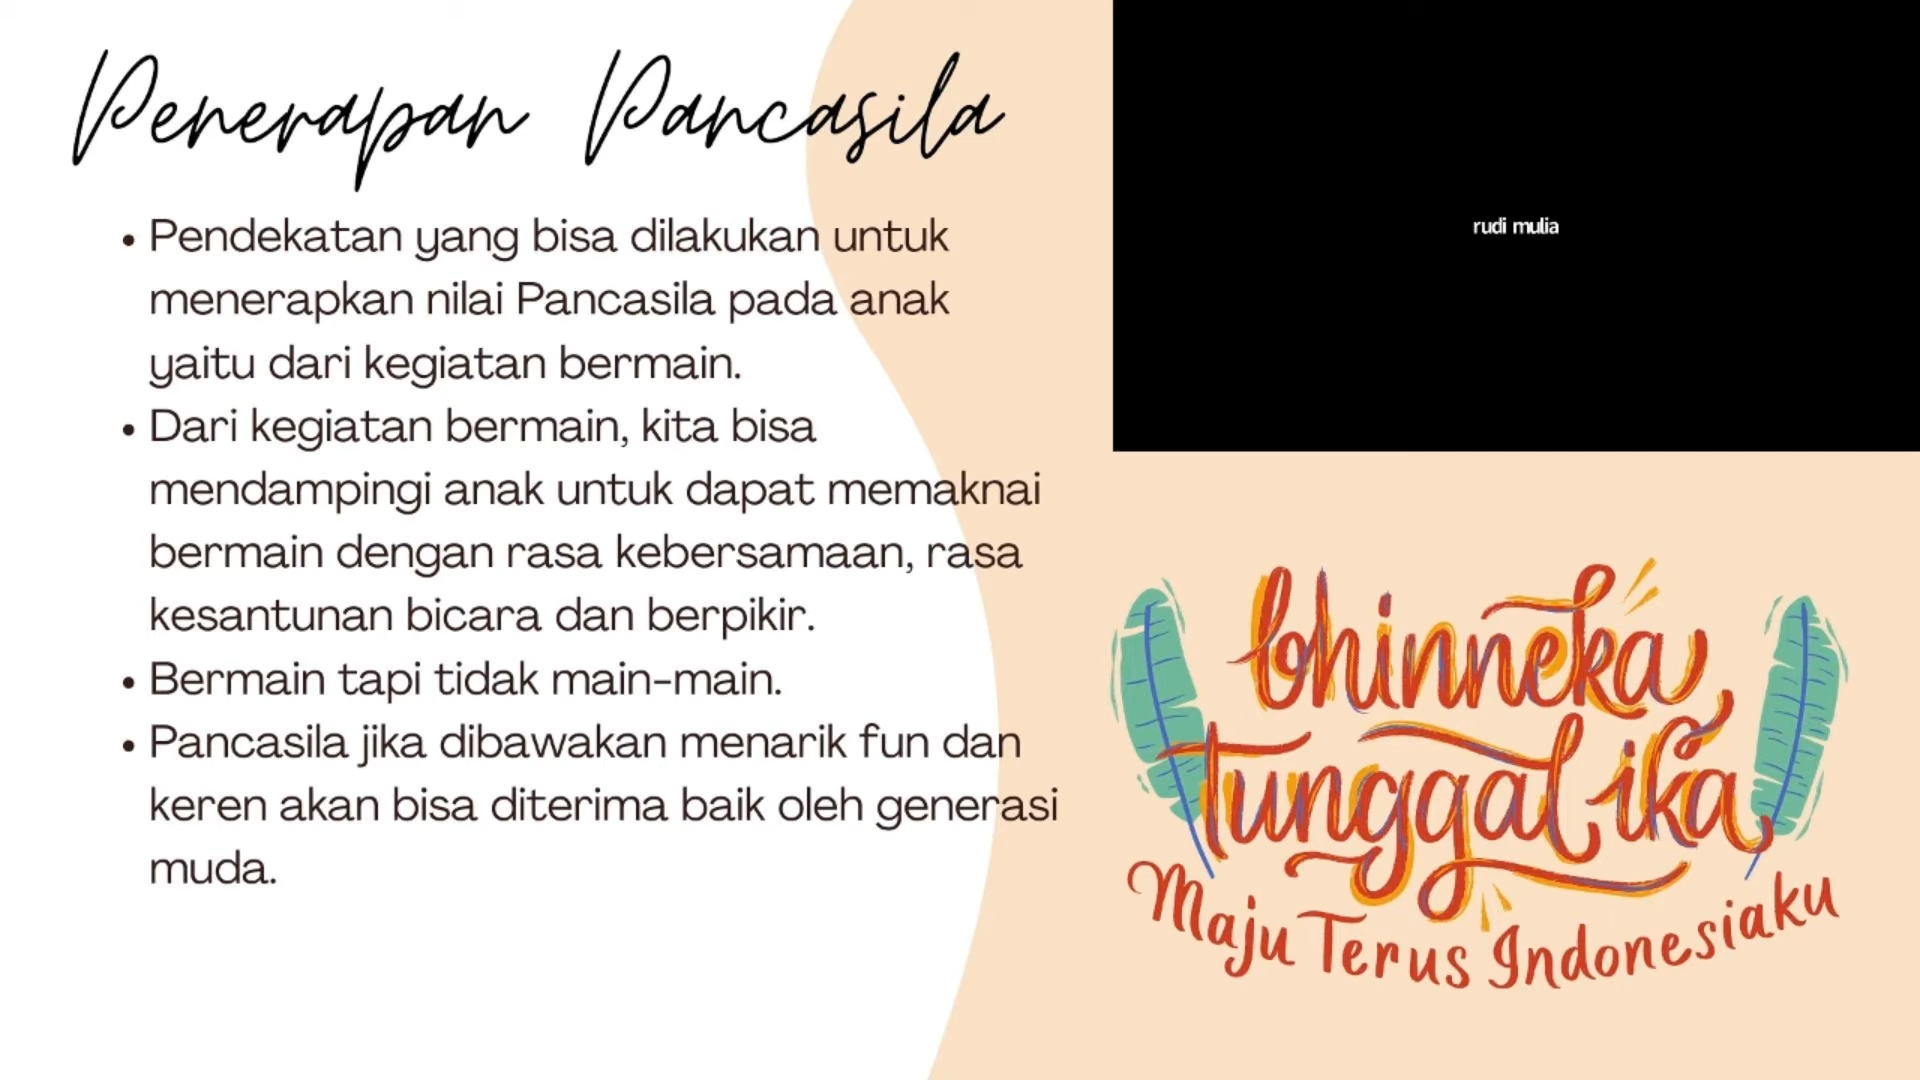 Penerapan Pancasila
• Pendekatan yang bisa dilakukan untuk
menerapkan nilai Pancasila pada anak
yaitu dari kegiatan bermain.
• Dari kegiatan bermain, kita bisa
mendampingi anak untuk dapat memaknai
bermain dengan rasa kebersamaan, rasa
kesantunan bicara dan berpikir.
• Bermain tapi tidak main-main.
• Pancasila jika dibawakan menarik fun dan
keren akan bisa diterima baik oleh generasi
muda.
rudi mulia
bhinneka
tunggal ika
Maju Terus Indonesiaku